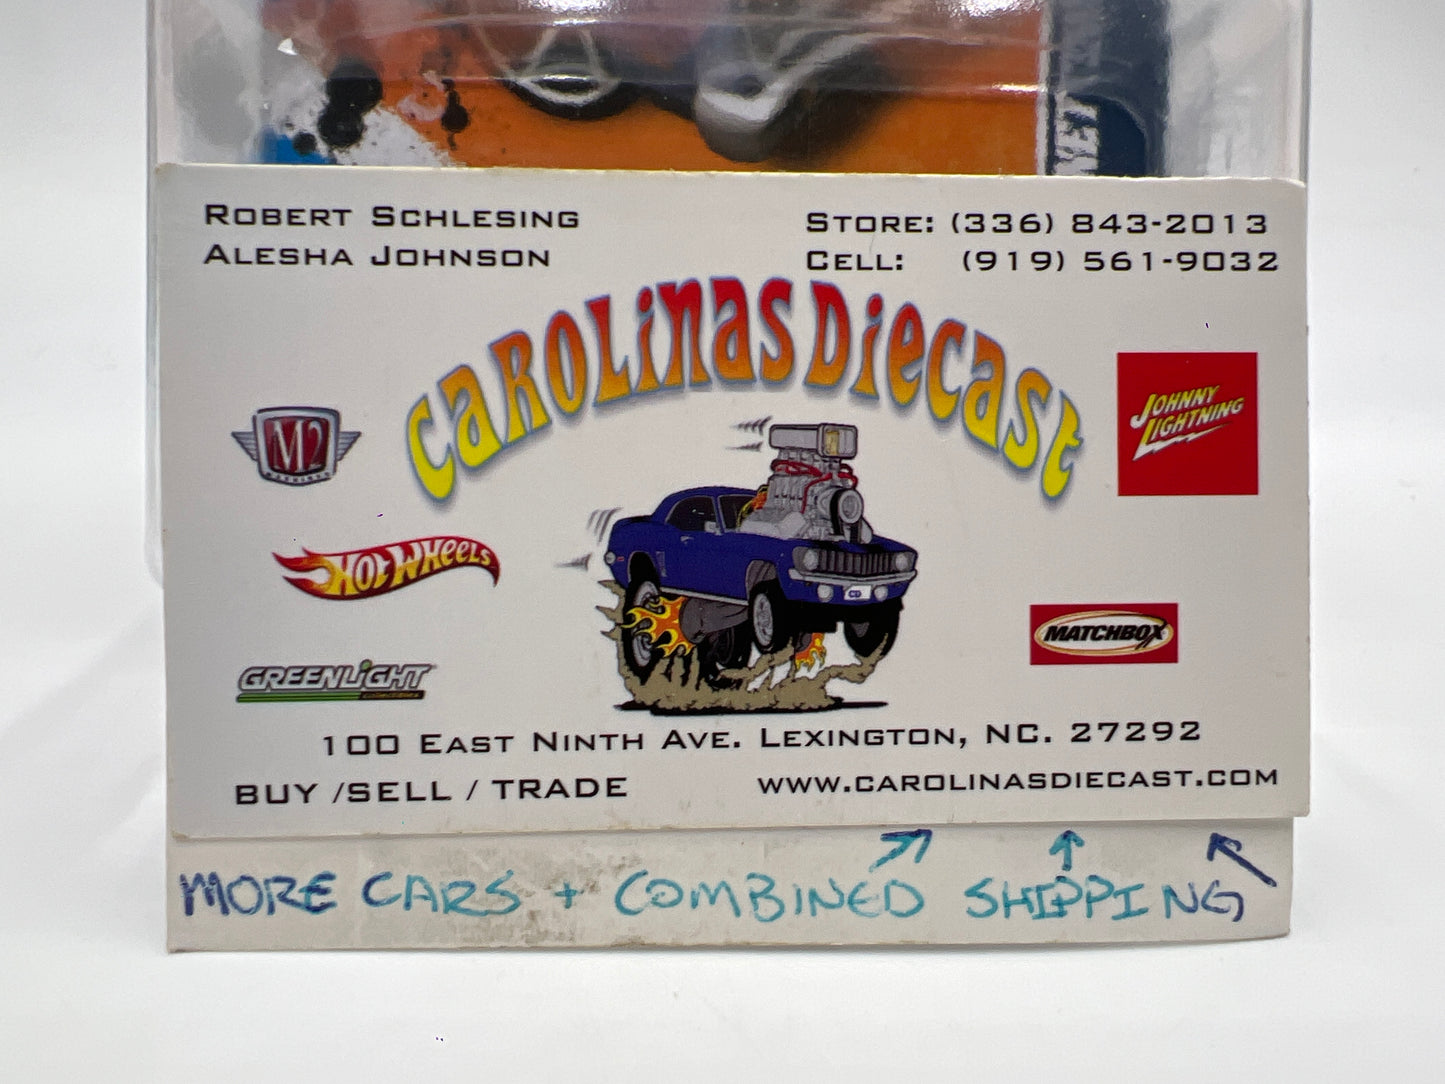 ROBERT SCHLESING
ALESHA JOHNSON
STORE: (336) 843-2013
CELL: (919) 561-9032
CAROLINAS DIECAST
M2
JOHNNY LIGHTNING
HOT WHEELS
CD
MATCHBOX
GREENLIGHT
100 EAST NINTH AVE. LEXINGTON, NC. 27292
BUY /SELL / TRADE
WWW.CAROLINASDIECAST.COM
MORE CARS + COMBINED SHIPPING